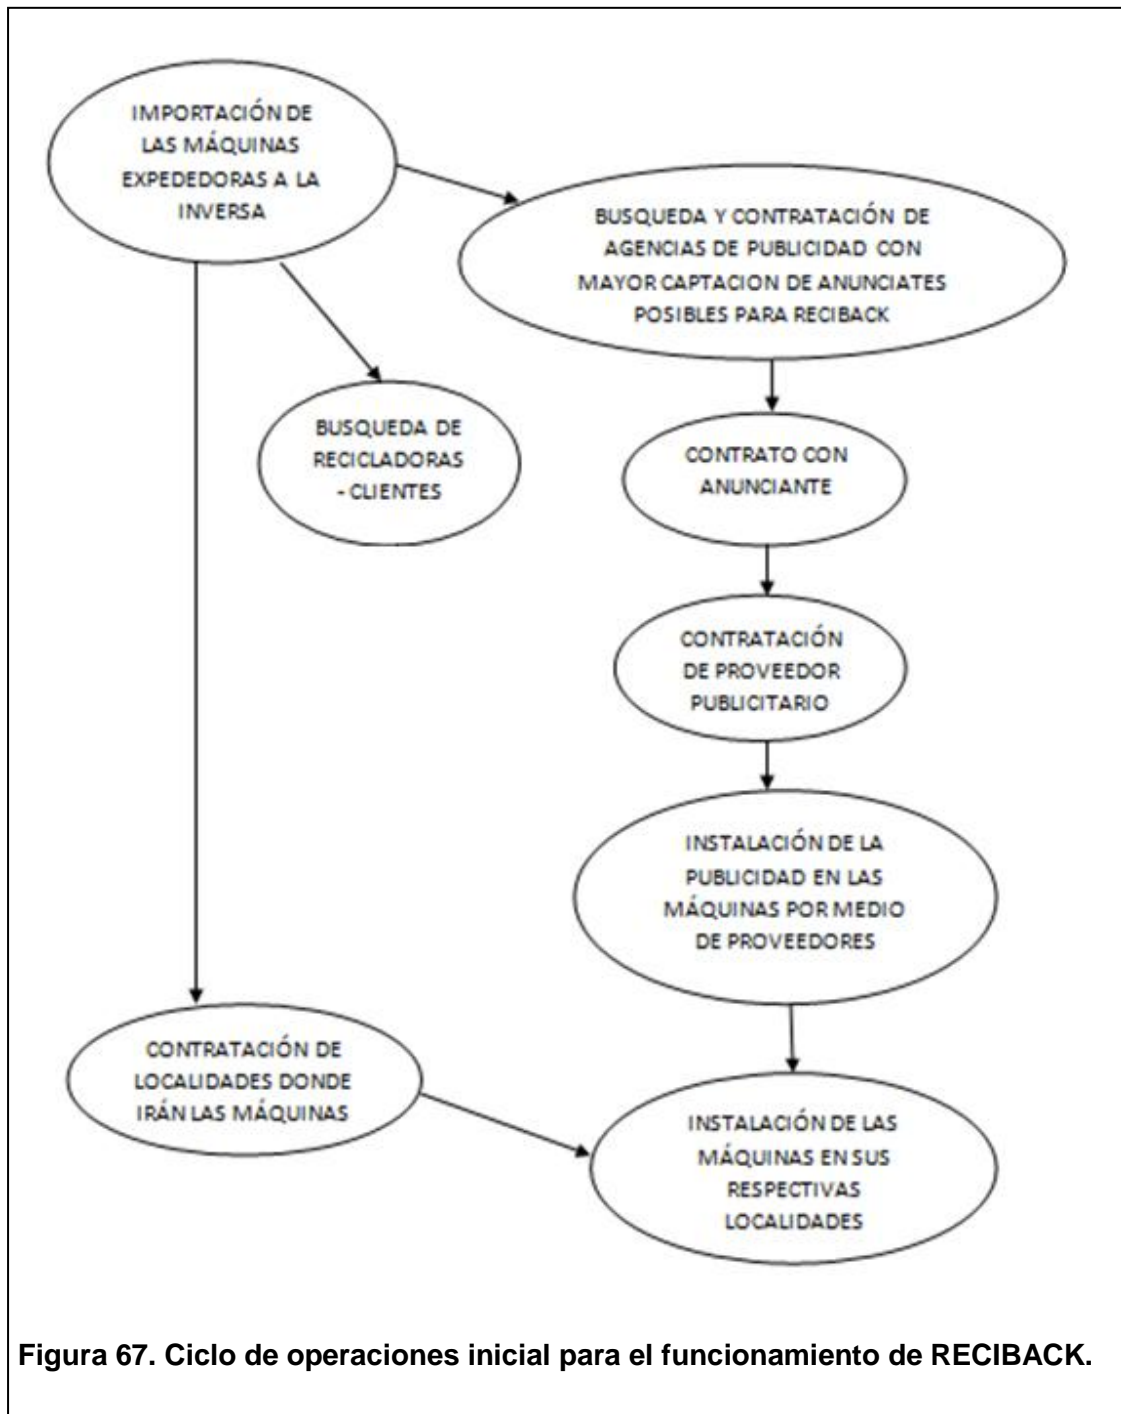 IMPORTACIÓN DE
LAS MÁQUINAS
EXPEDEDORAS A LA
INVERSA
BUSQUEDA Y CONTRATACIÓN DE
AGENCIAS DE PUBLICIDAD CON
MAYOR CAPTACION DE ANUNCIATES
POSIBLES PARA RECIBACK
BUSQUEDA DE
RECICLADORAS
- CLIENTES
CONTRATO CON
ANUNCIANTE
CONTRATACIÓN
DE PROVEEDOR
PUBLICITARIO
INSTALACIÓN DE LA
PUBLICIDAD EN LAS
MÁQUINAS POR MEDIO
DE PROVEEDORES
CONTRATACIÓN DE
LOCALIDADES DONDE
IRÁN LAS MÁQUINAS
INSTALACIÓN DE LAS
MÁQUINAS EN SUS
RESPECTIVAS
LOCALIDADES
Figura 67. Ciclo de operaciones inicial para el funcionamiento de RECIBACK.